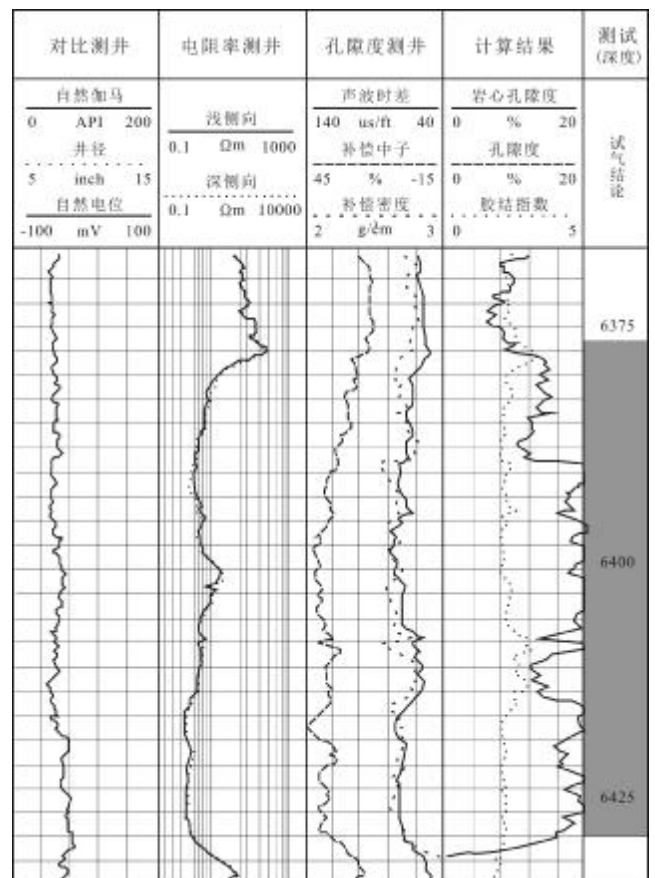 对比测井 电阻率测井 孔隙度测井 计算结果 测试
(深度)
自然伽马
0 API 200
井径
5 inch 15
自然电位
-100 mV 100
浅侧向
0.1 Ωm 1000
深侧向
0.1 Ωm 10000
声波时差
140 us/ft 40
补偿中子
45 % -15
补偿密度
2 g/cm 3
岩心孔隙度
0 % 20
孔隙度
0 % 20
胶结指数
0 5
试气结论
6375
6400
6425